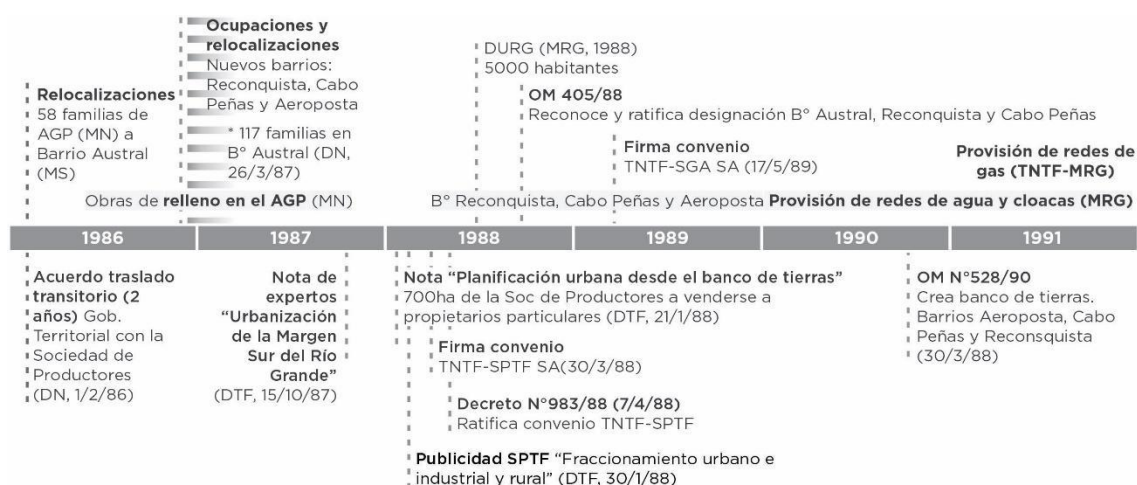 Relocalizaciones
58 familias de
AGP (MN) a
Barrio Austral
(MS)
Ocupaciones y
relocalizaciones
Nuevos barrios:
Reconquista, Cabo
Peñas y Aeroposta
* 117 familias en
B° Austral (DN,
26/3/87)
Obras de relleno en el AGP (MN)
DURG (MRG, 1988)
5000 habitantes
OM 405/88
Reconoce y ratifica designación B° Austral, Reconquista y Cabo Peñas
Firma convenio
TNTF-SGA SA (17/5/89)
Provisión de redes de
gas (TNTF-MRG)
B° Reconquista, Cabo Peñas y Aeroposta Provisión de redes de agua y cloacas (MRG)
1986 1987 1988 1989 1990 1991
Acuerdo traslado
transitorio (2
años) Gob.
Territorial con la
Sociedad de
Productores
(DN, 1/2/86)
Nota de
expertos
“Urbanización
de la Margen
Sur del Río
Grande”
(DTF, 15/10/87)
Nota “Planificación urbana desde el banco de tierras”
700ha de la Soc de Productores a venderse a
propietarios particulares (DTF, 21/1/88)
Firma convenio
TNTF-SPTF SA(30/3/88)
Decreto N°983/88 (7/4/88)
Ratifica convenio TNTF-SPTF
Publicidad SPTF “Fraccionamiento urbano e
industrial y rural” (DTF, 30/1/88)
OM N°528/90
Crea banco de tierras.
Barrios Aeroposta, Cabo
Peñas y Reconsquista
(30/3/88)